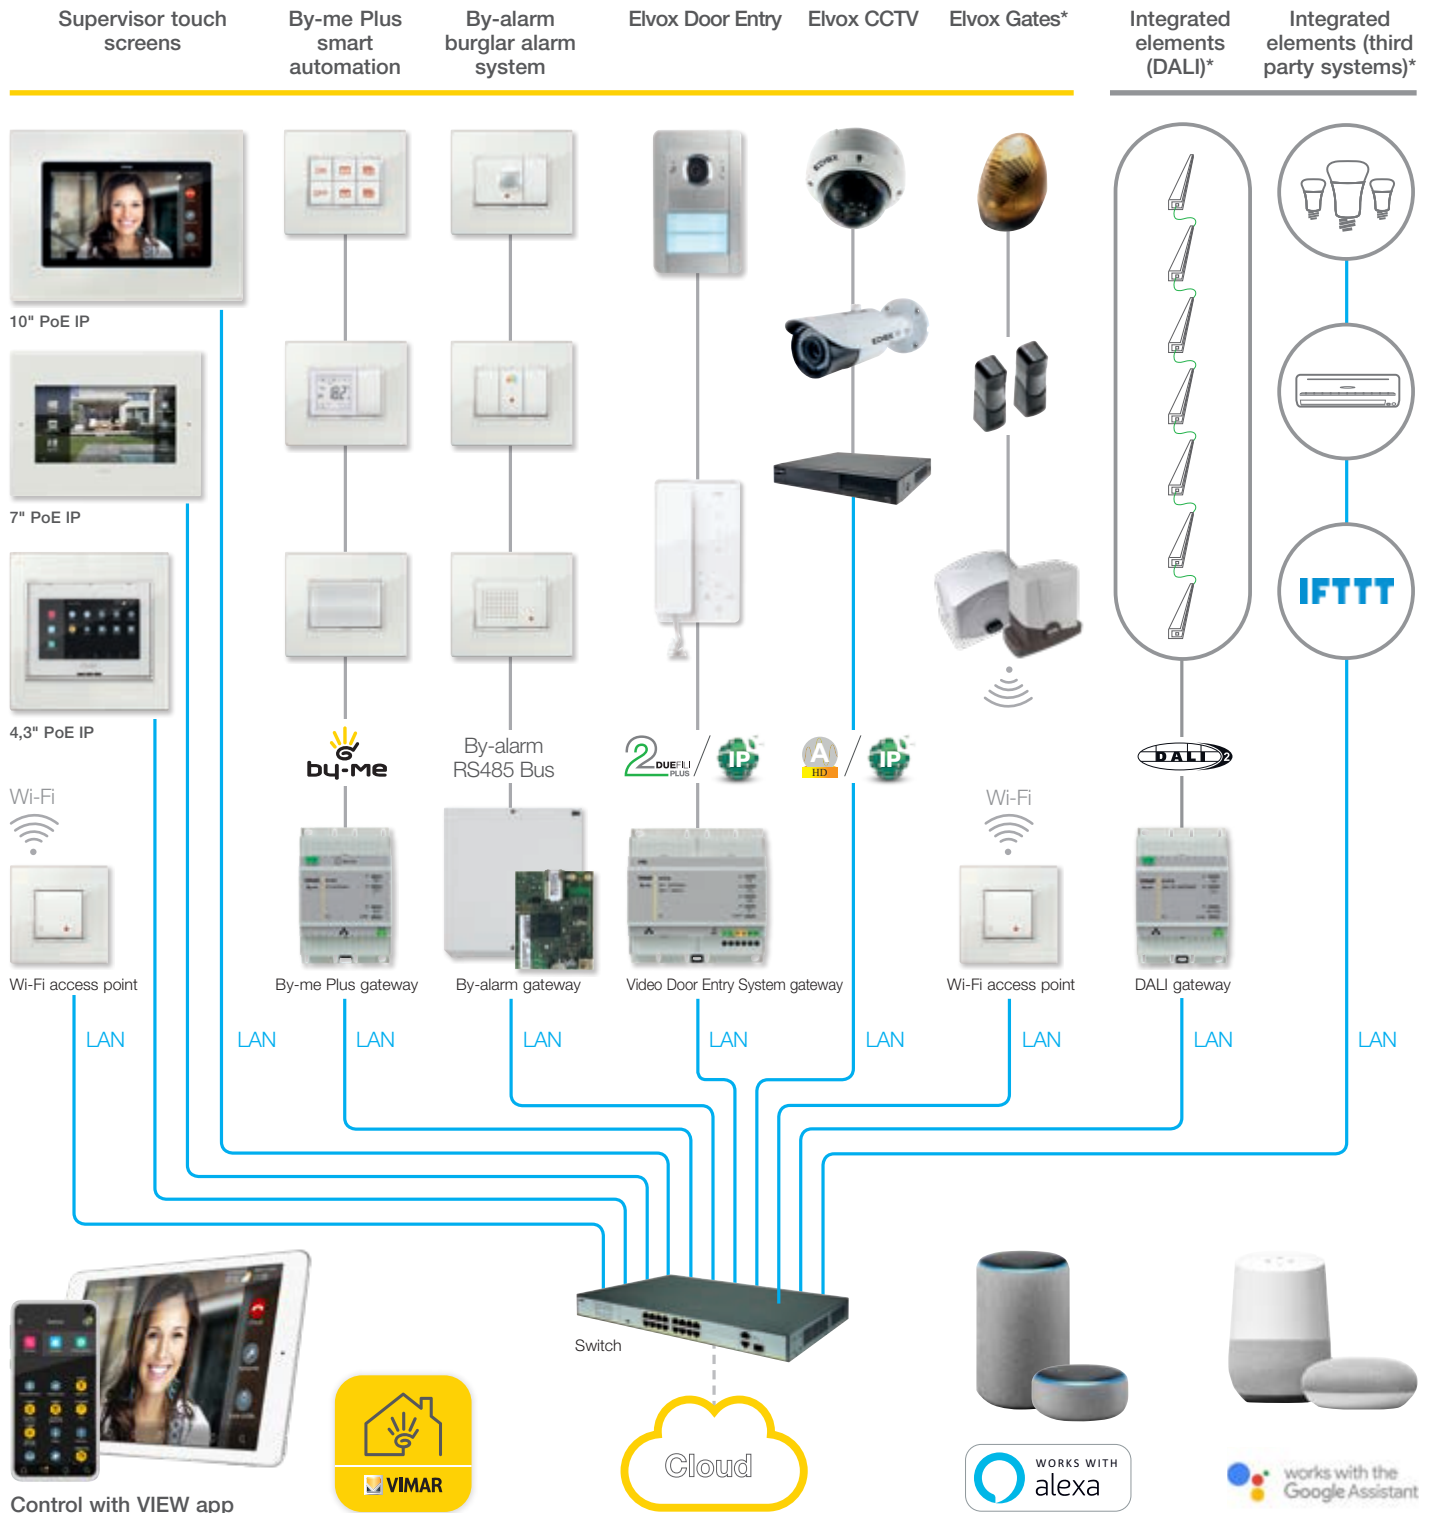 Supervisor touch
screens
By-me Plus
smart
automation
By-alarm
burglar alarm
system
Elvox Door Entry
Elvox CCTV
Elvox Gates*
Integrated
elements
(DALI)*
Integrated
elements (third
party systems)*
10" PoE IP
7" PoE IP
4,3" PoE IP
IFTTT
by-me
By-alarm
RS485 Bus
2 DUEFILI
PLUS
IP
A
HD
IP
DALI 2
Wi-Fi
Wi-Fi
Wi-Fi access point
By-me Plus gateway
By-alarm gateway
Video Door Entry System gateway
Wi-Fi access point
DALI gateway
LAN
LAN
LAN
LAN
LAN
LAN
LAN
LAN
LAN
Switch
Cloud
VIMAR
WORKS WITH
alexa
works with the
Google Assistant
Control with VIEW app